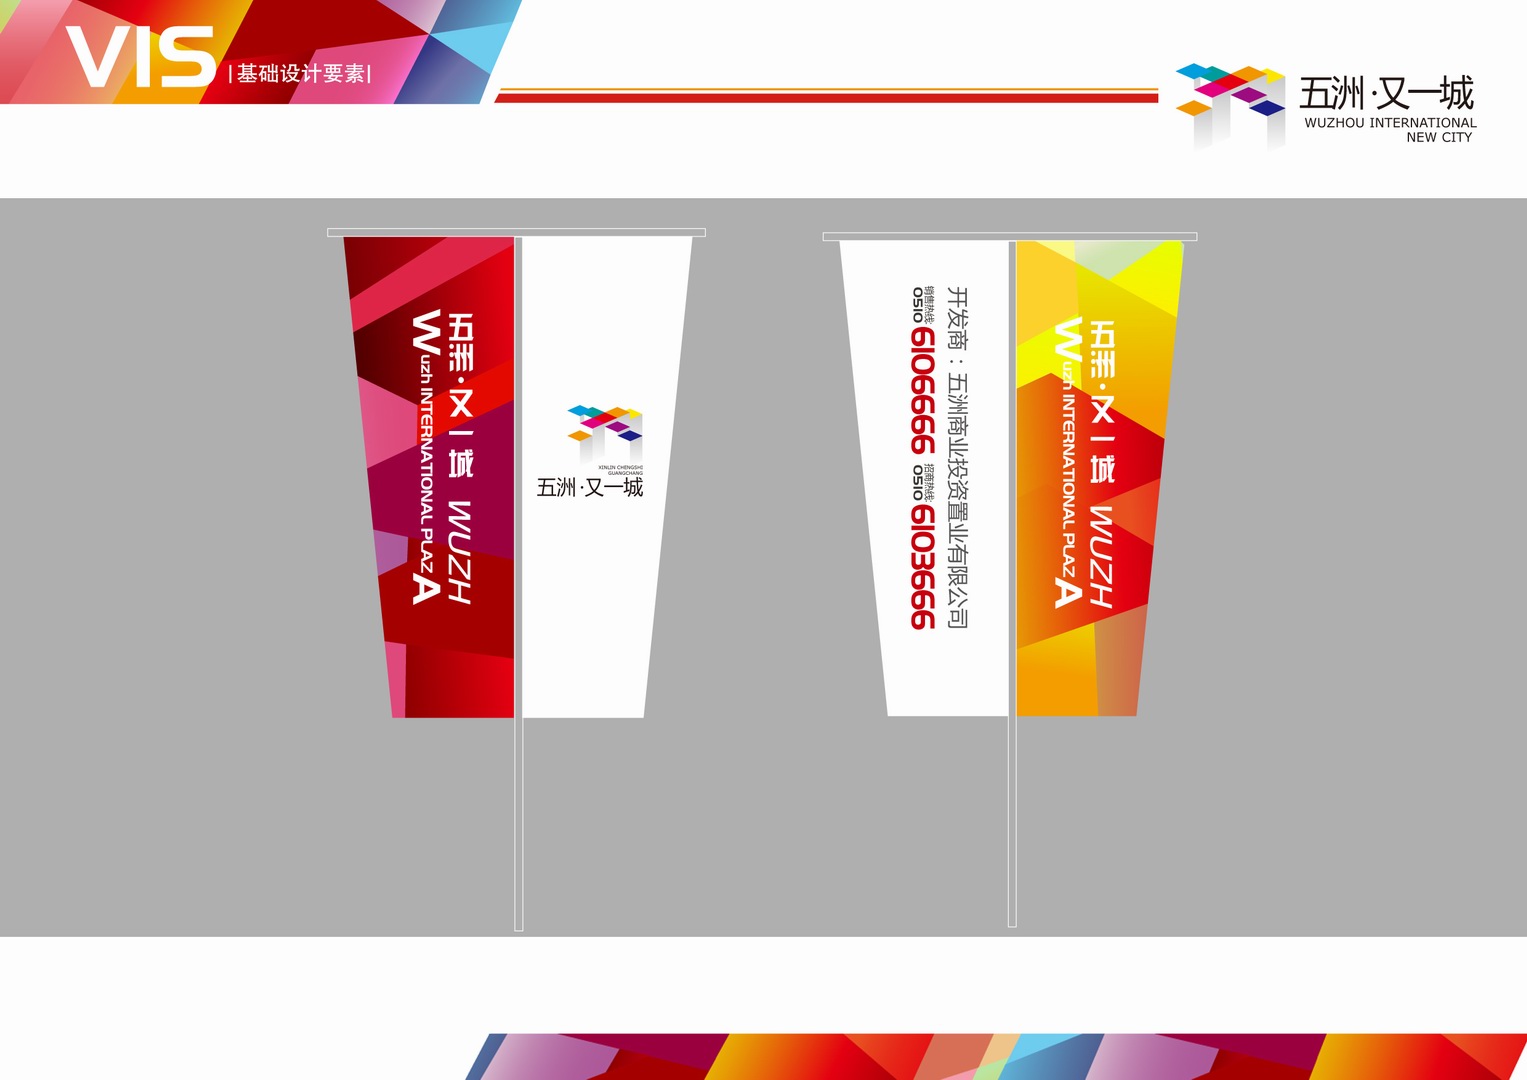 VIS
|基础设计要素|
五洲·又一城
WUZHOU INTERNATIONAL
NEW CITY
五洲·又一城 WUZH
Wuzh INTERNATIONAL PLAZA
XINLIN CHENGSHI
GUANGCHANG
五洲·又一城
开发商：五洲商业投资置业有限公司
销售热线: 0510 6106666 招商热线: 0510 6103666
五洲·又一城 WUZH
Wuzh INTERNATIONAL PLAZA